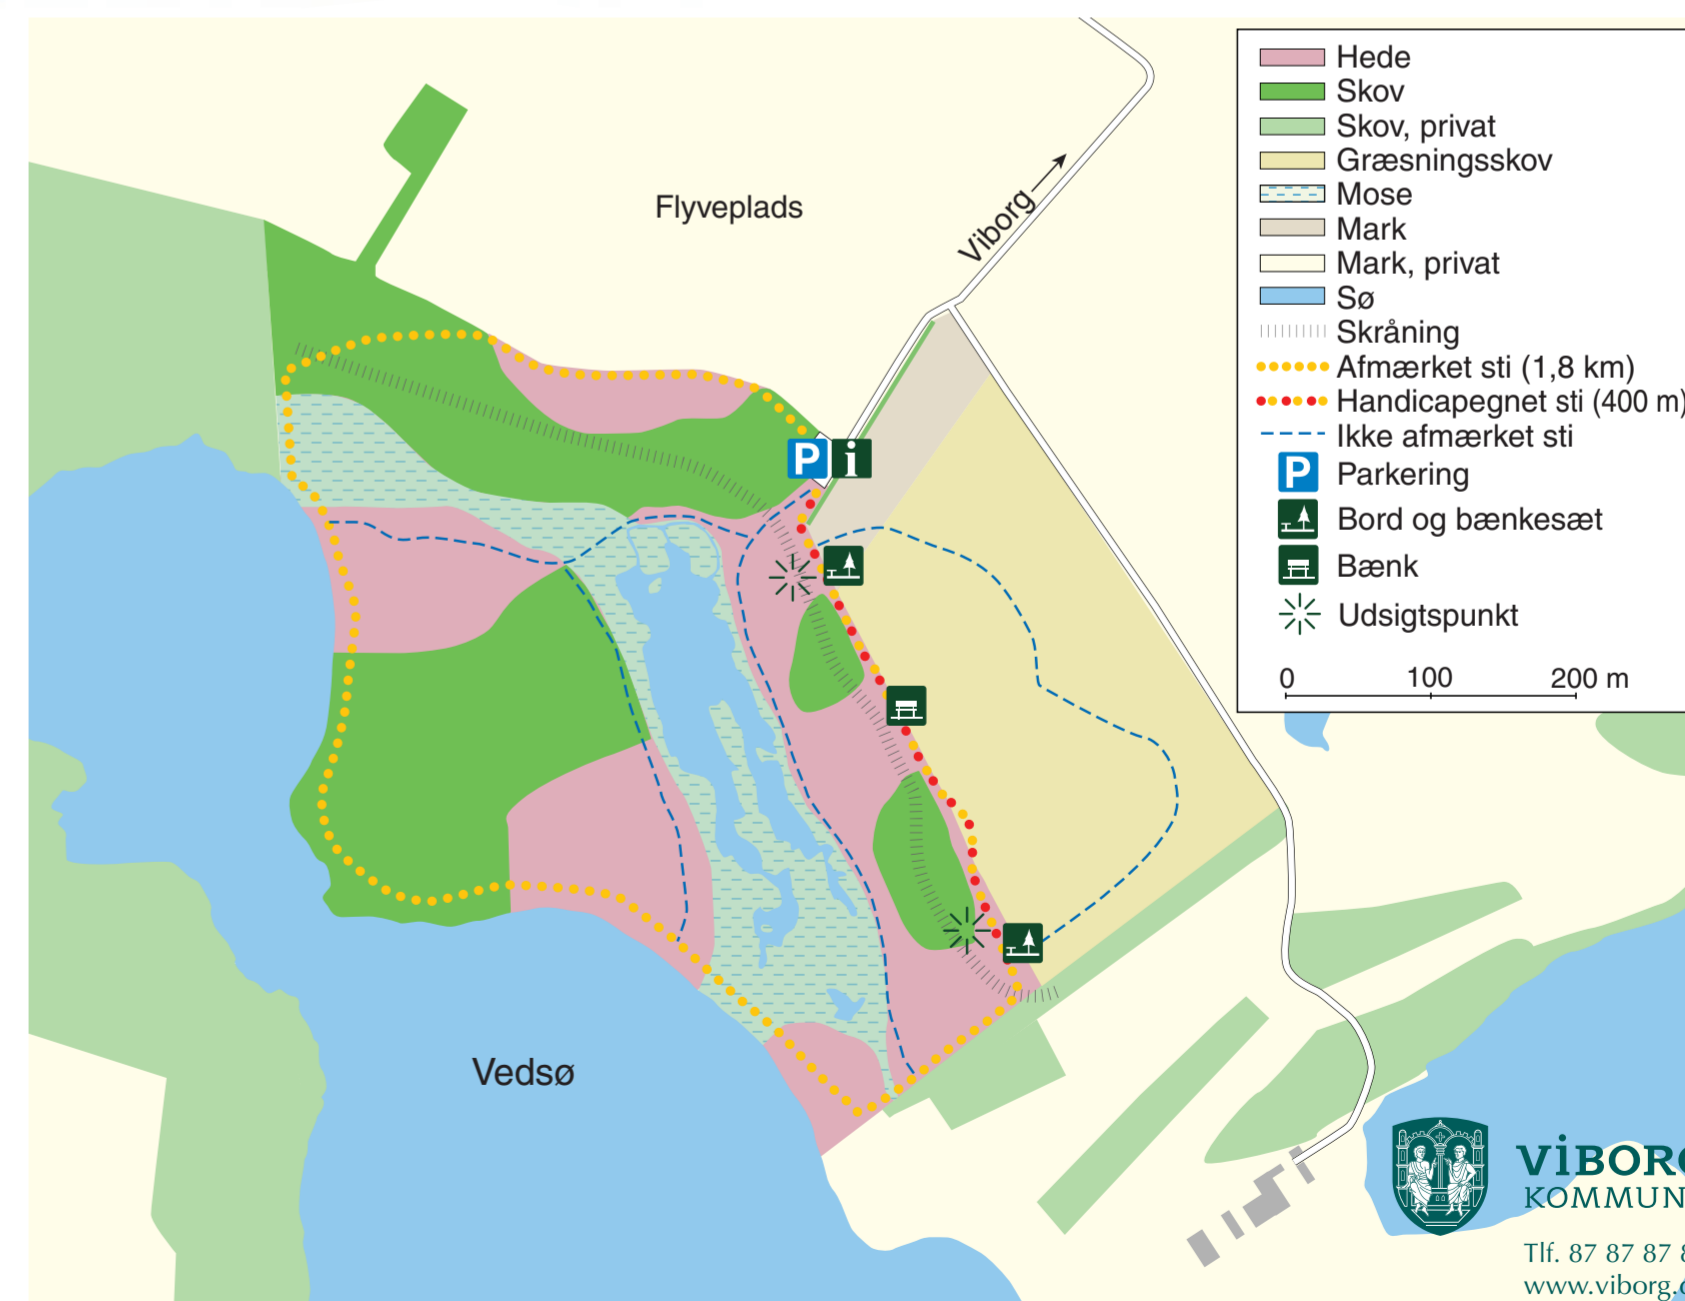 Flyveplads
Viborg
Vedsø
Hede
Skov
Skov, privat
Græsningsskov
Mose
Mark
Mark, privat
Sø
Skråning
Afmærket sti (1,8 km)
Handicapegnet sti (400 m)
Ikke afmærket sti
P Parkering
Bord og bænkesæt
Bænk
Udsigtspunkt
0 100 200 m
P i
VIBORG
KOMMUN
Tlf. 87 87 87
www.viborg.